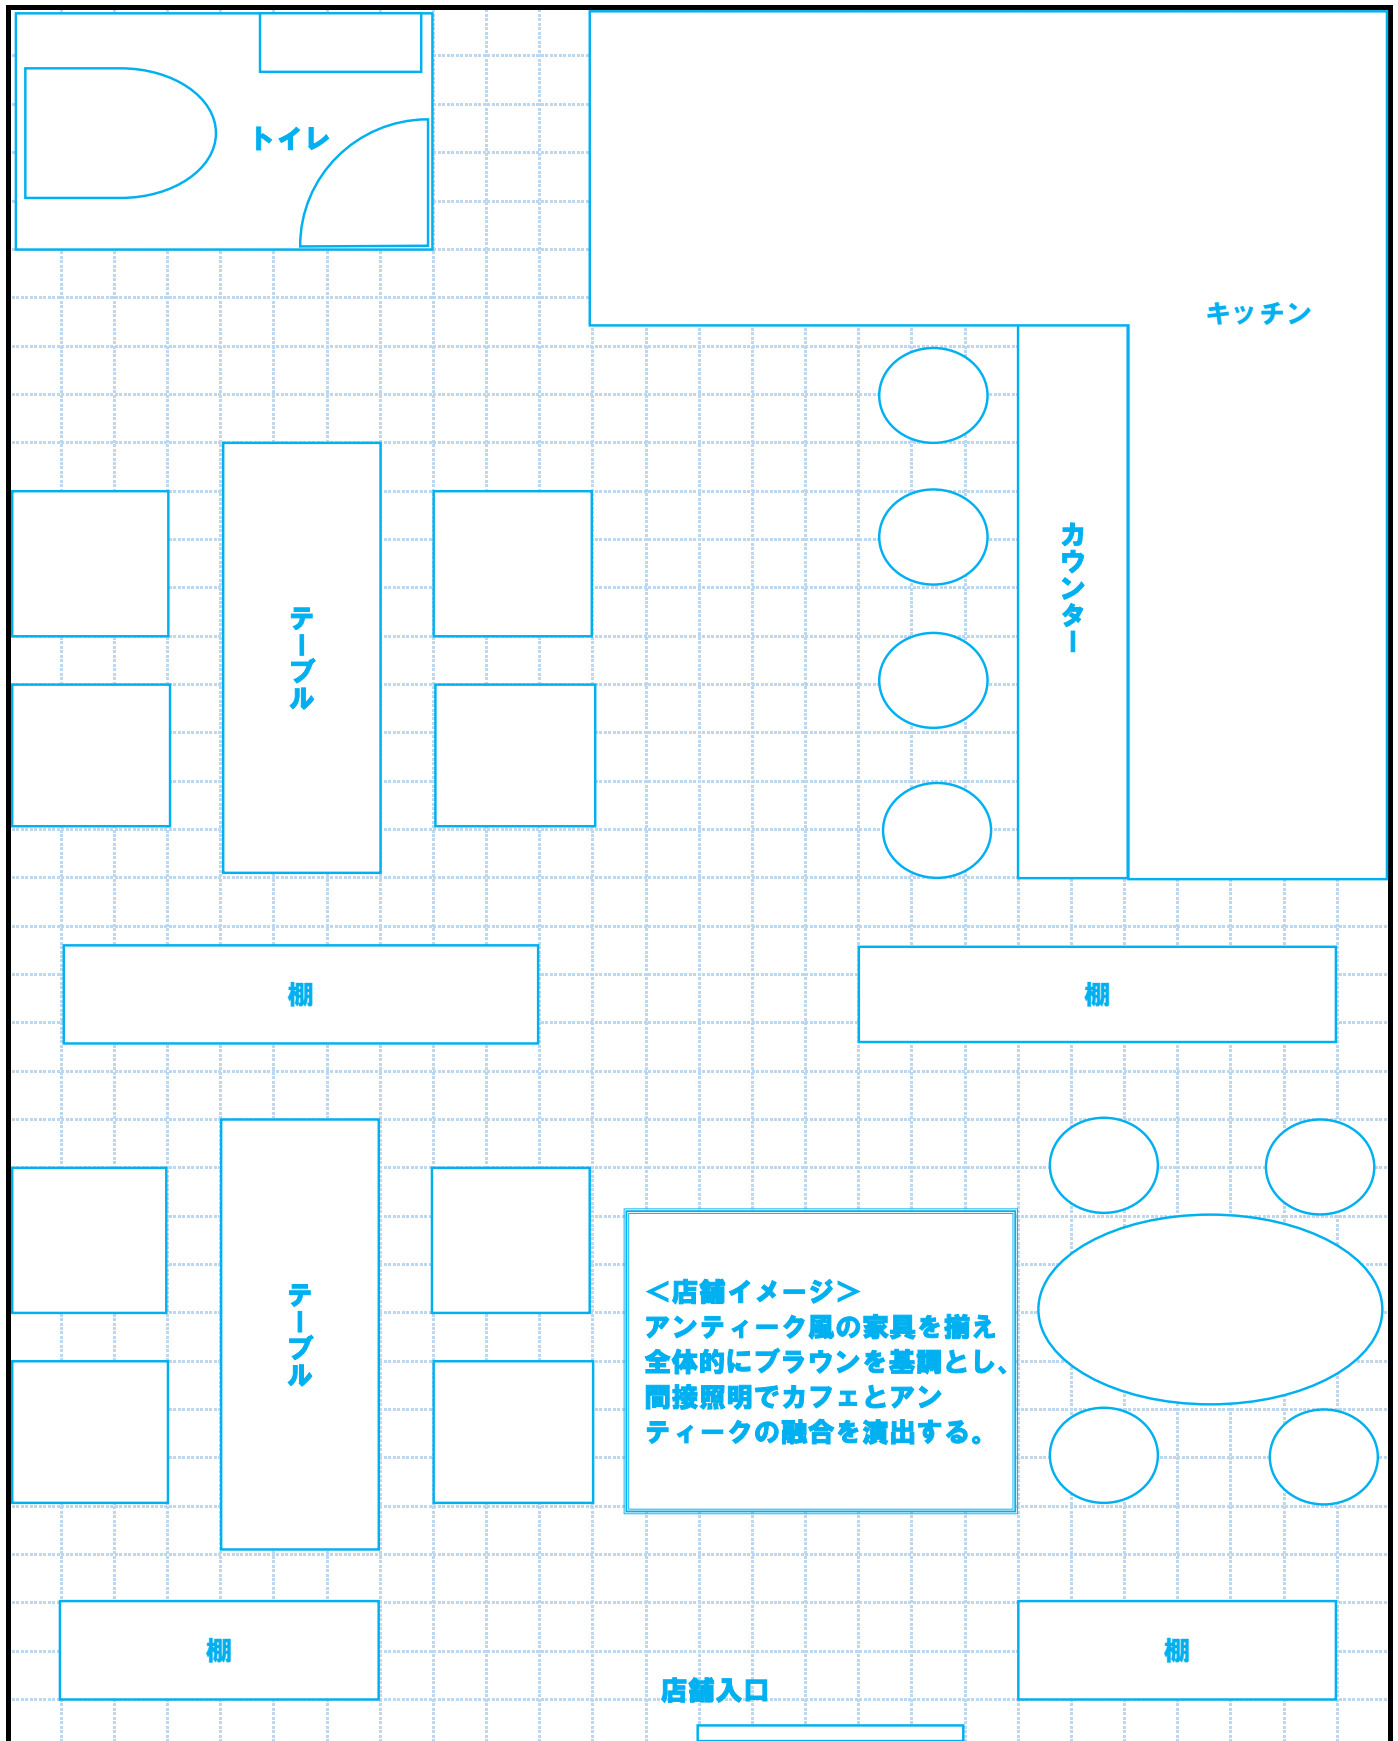 トイレ
キッチン
カウンター
テーブル
棚
棚
テーブル
＜店舗イメージ＞
アンティーク風の家具を揃え
全体的にブラウンを基調とし、
間接照明でカフェとアン
ティークの融合を演出する。
棚
棚
店舗入口